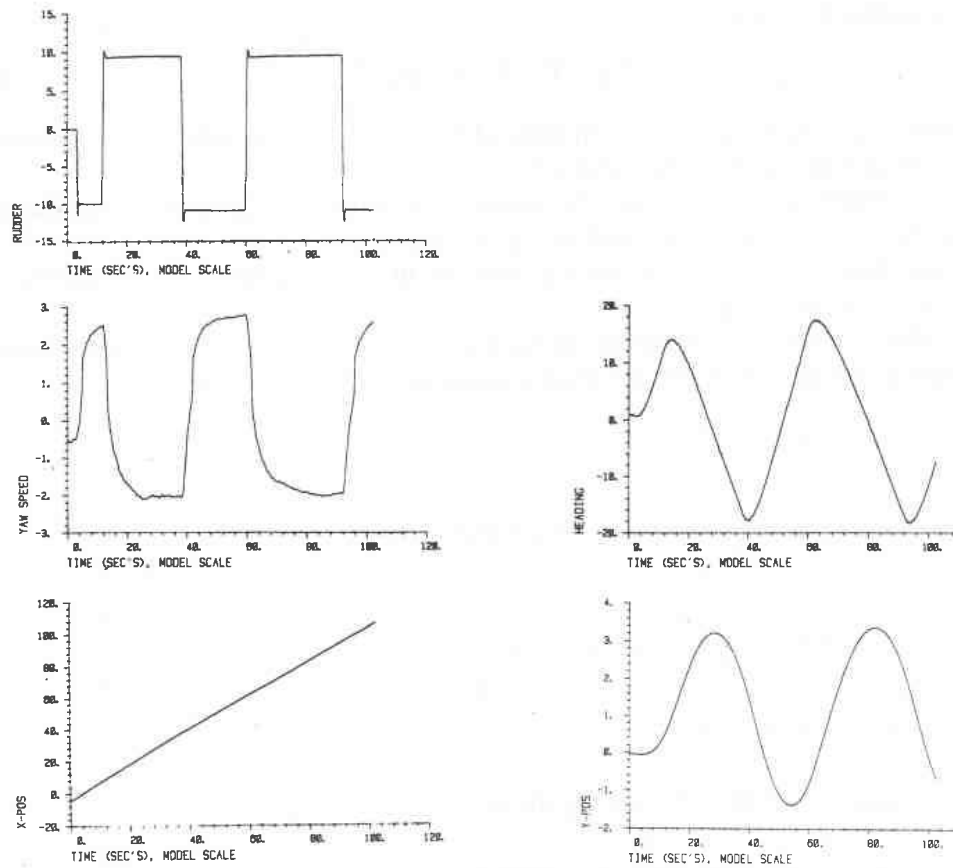 15.
10.
5.
0.
-5.
-10.
-15.
RUDDER
0. 20. 40. 60. 80. 100. 120.
TIME (SEC'S), MODEL SCALE
3.
2.
1.
0.
-1.
-2.
-3.
YAW SPEED
0. 20. 40. 60. 80. 100. 120.
TIME (SEC'S), MODEL SCALE
20.
10.
0.
-10.
-20.
HEADING
0. 20. 40. 60. 80. 100.
TIME (SEC'S), MODEL SCALE
120.
100.
80.
60.
40.
20.
0.
-20.
X-POS
0. 20. 40. 60. 80. 100. 120.
TIME (SEC'S), MODEL SCALE
4.
3.
2.
1.
0.
-1.
-2.
Y-POS
0. 20. 40. 60. 80. 100.
TIME (SEC'S), MODEL SCALE